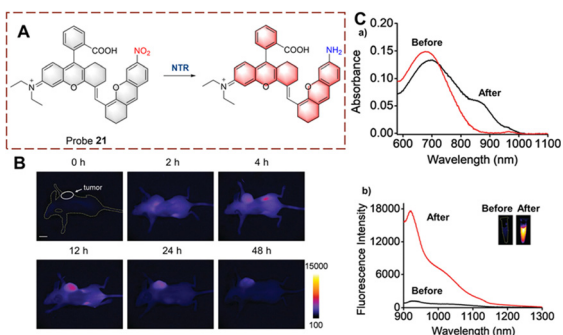 A
COOH
NO₂
NTR
COOH
NH₂
O
O
O
O
N
+
N
+
Probe 21
B
0 h
2 h
4 h
tumor
12 h
24 h
48 h
15000
100
C
a)
0.20
0.15
0.10
0.05
0.00
Absorbance
Before
After
600 700 800 900 1000 1100
Wavelength (nm)
b)
18000
12000
6000
0
Fluorescence Intensity
Before After
After
Before
900 1000 1100 1200 1300
Wavelength (nm)